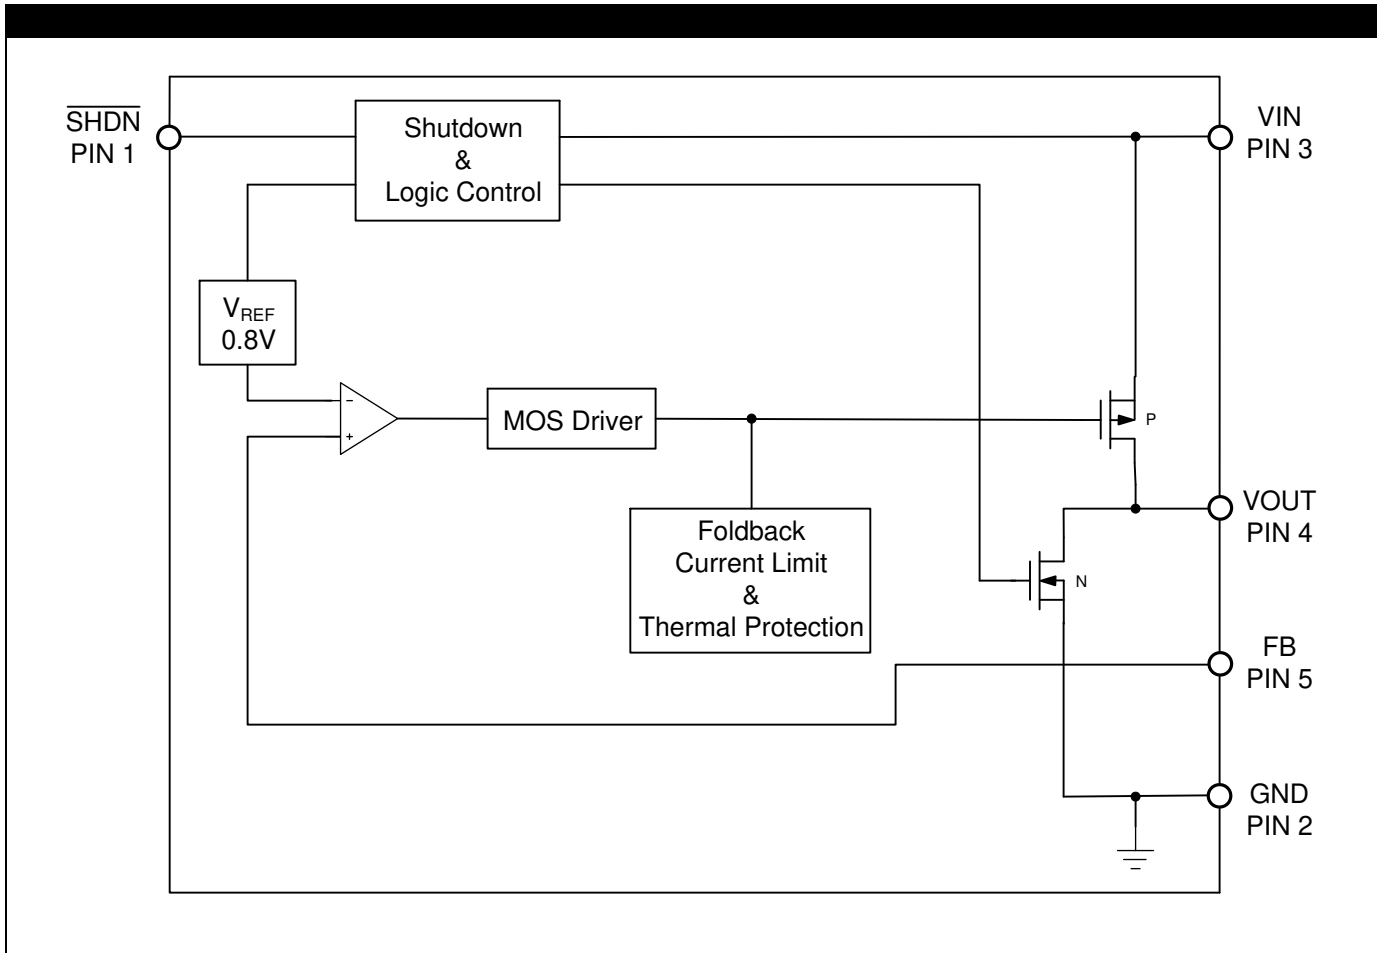 SHDN
PIN 1
Shutdown
&
Logic Control
VIN
PIN 3
VREF
0.8V
-
+
MOS Driver
P
VOUT
PIN 4
Foldback
Current Limit
&
Thermal Protection
N
FB
PIN 5
GND
PIN 2